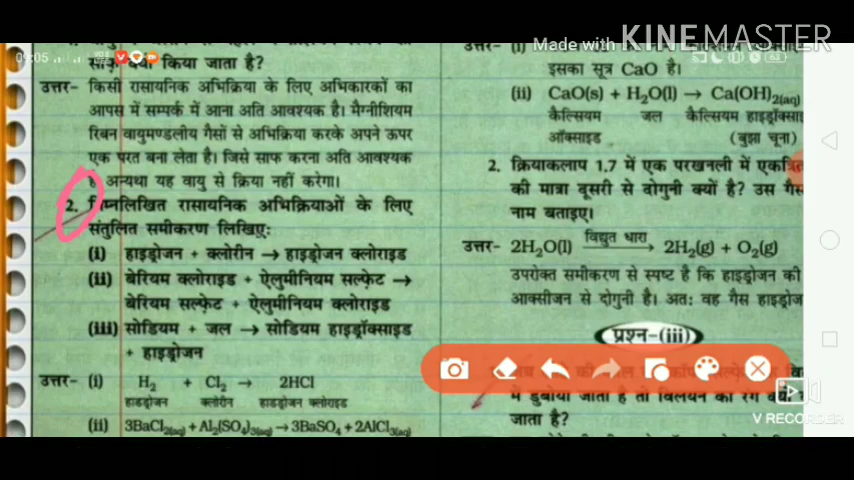 09:05
Made with KINEMASTER
साफ क्यों किया जाता है?
उत्तर- किसी रासायनिक अभिक्रिया के लिए अभिकारकों का
आपस में सम्पर्क में आना अति आवश्यक है। मैग्नीशियम
रिबन वायुमण्डलीय गैसों से अभिक्रिया करके अपने ऊपर
एक परत बना लेता है। जिसे साफ करना अति आवश्यक
है अन्यथा यह वायु से क्रिया नहीं करेगा।
2. निम्नलिखित रासायनिक अभिक्रियाओं के लिए
संतुलित समीकरण लिखिए:
(i) हाइड्रोजन + क्लोरीन → हाइड्रोजन क्लोराइड
(ii) बेरियम क्लोराइड + ऐलुमीनियम सल्फेट →
बेरियम सल्फेट + ऐलुमीनियम क्लोराइड
(iii) सोडियम + जल → सोडियम हाइड्रॉक्साइड
+ हाइड्रोजन
उत्तर- (i) H₂ + Cl₂ → 2HCl
हाइड्रोजन क्लोरीन हाइड्रोजन क्लोराइड
(ii) 3BaCl₂(aq) + Al₂(SO₄)₃(aq) → 3BaSO₄ + 2AlCl₃(aq)
उत्तर- (i)
इसका सूत्र CaO है।
(ii) CaO(s) + H₂O(l) → Ca(OH)₂(aq)
कैल्सियम जल कैल्सियम हाइड्रॉक्साइ
ऑक्साइड (बुझा चूना)
2. क्रियाकलाप 1.7 में एक परखनली में एकत्रि
की मात्रा दूसरी से दोगुनी क्यों है? उस गैस
नाम बताइए।
उत्तर- 2H₂O(l) विद्युत धारा → 2H₂(g) + O₂(g)
उपरोक्त समीकरण से स्पष्ट है कि हाइड्रोजन की
आक्सीजन से दोगुनी है। अत: वह गैस हाइड्रोज
प्रश्न-(iii)
में डुबोया जाता है तो विलयन का रंग क्यों
जाता है?
V RECORDER